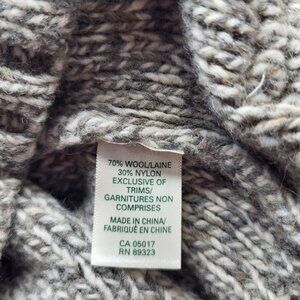 70% WOOL/LAINE
30% NYLON
EXCLUSIVE OF
TRIMS/
GARNITURES NON
COMPRISES
MADE IN CHINA/
FABRIQUÉ EN CHINE
CA 05017
RN 89323